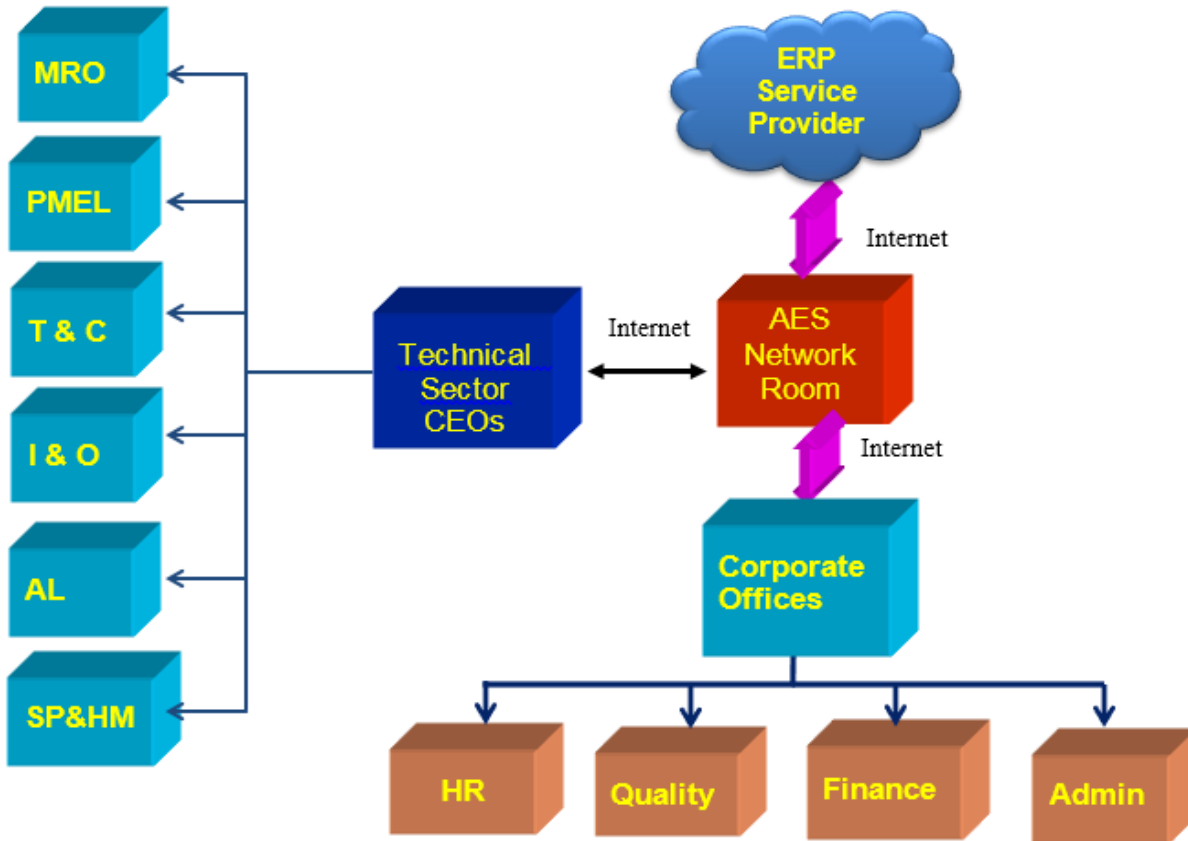 MRO
PMEL
T & C
I & O
AL
SP&HM
Technical
Sector
CEOs
Internet
ERP
Service
Provider
Internet
AES
Network
Room
Internet
Corporate
Offices
HR
Quality
Finance
Admin